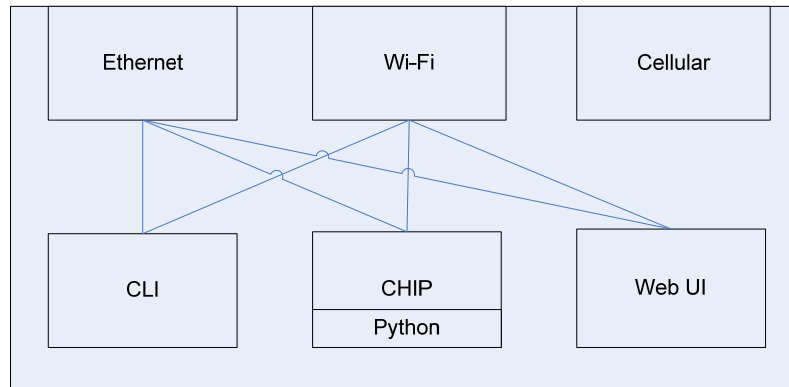 Ethernet
Wi-Fi
Cellular
CLI
CHIP
Web UI
Python